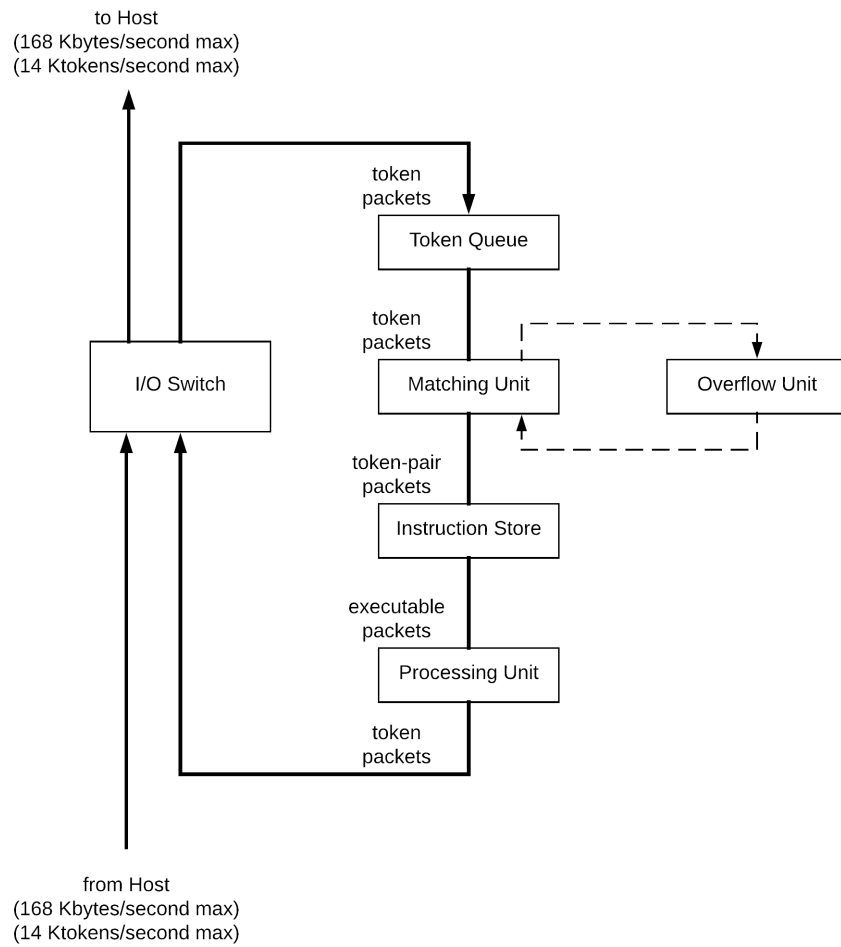 to Host
(168 Kbytes/second max)
(14 Ktokens/second max)
token
packets
Token Queue
token
packets
I/O Switch
Matching Unit
Overflow Unit
token-pair
packets
Instruction Store
executable
packets
Processing Unit
token
packets
from Host
(168 Kbytes/second max)
(14 Ktokens/second max)